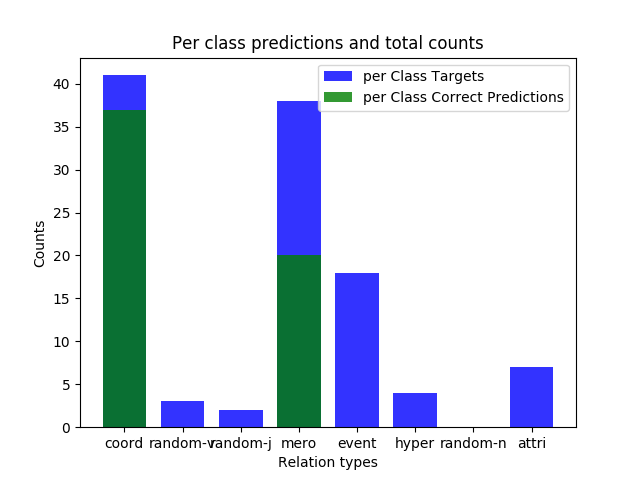 Per class predictions and total counts
per Class Targets
per Class Correct Predictions
Counts
40
35
30
25
20
15
10
5
0
coord random-v random-j mero event hyper random-n attri
Relation types